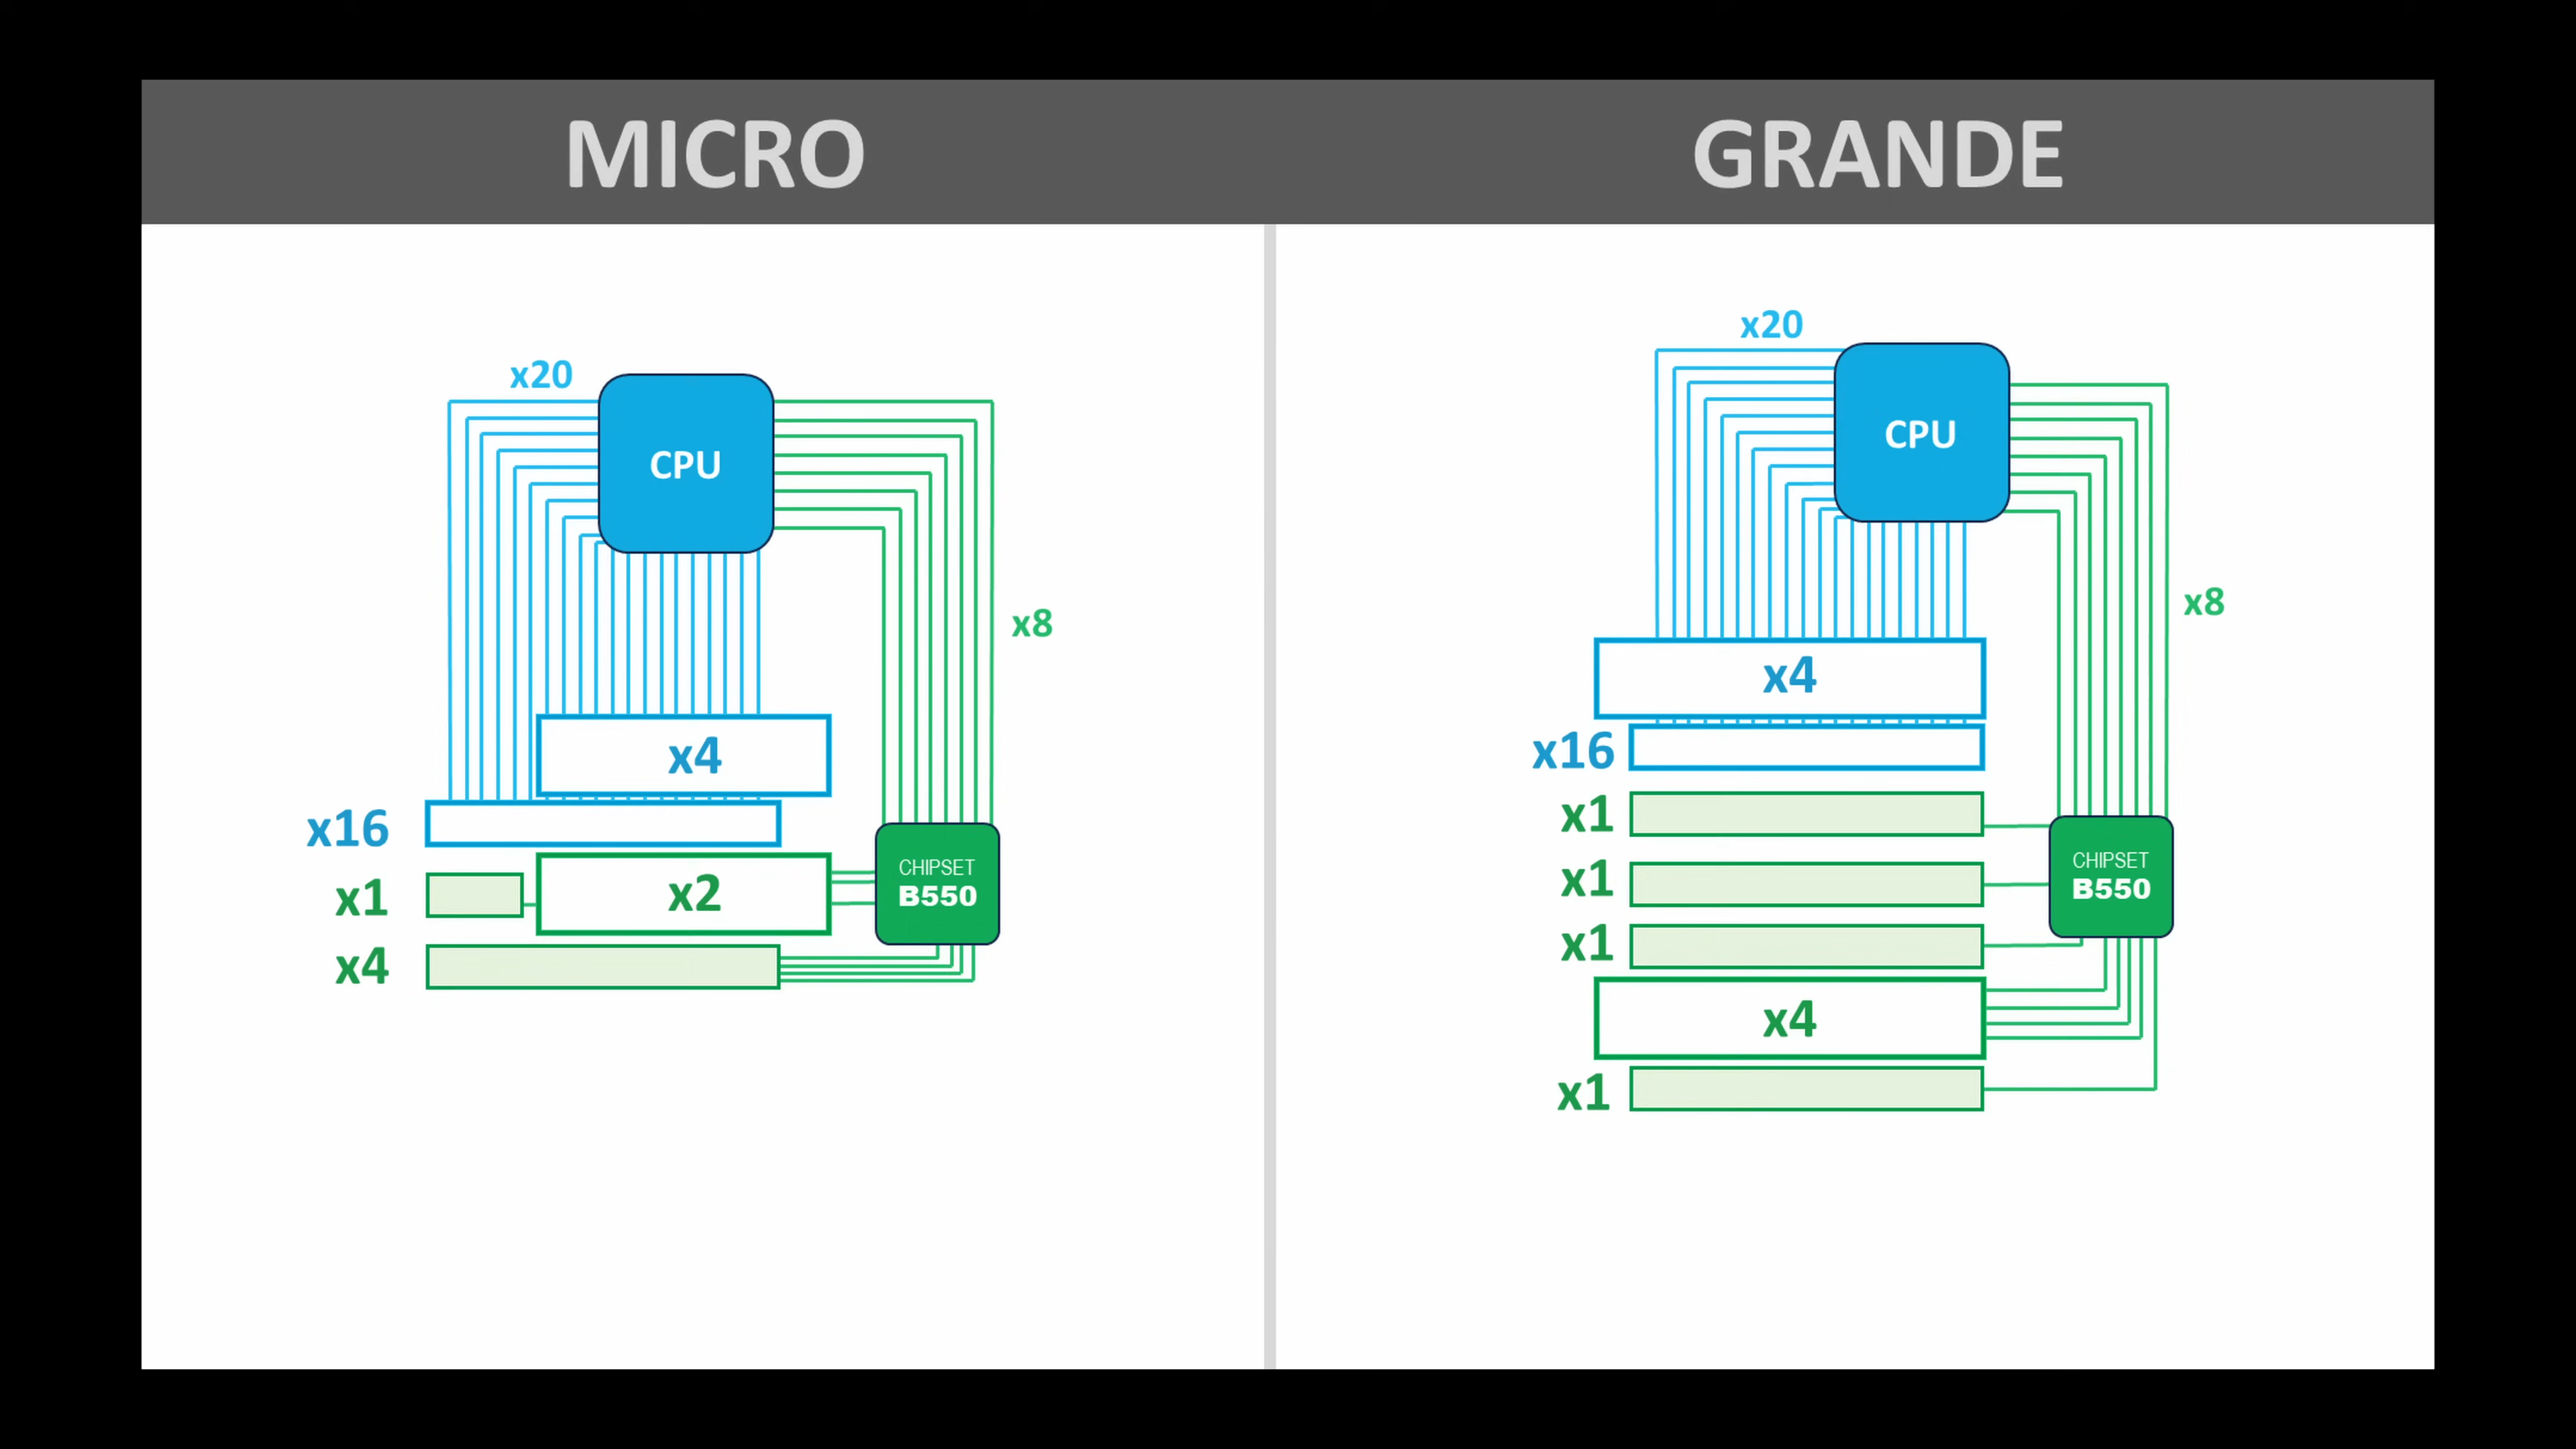 MICRO
x20
CPU
x8
x4
x16
CHIPSET
B550
x1
x2
x4
GRANDE
x20
CPU
x8
x4
x16
x1
CHIPSET
B550
x1
x1
x4
x1